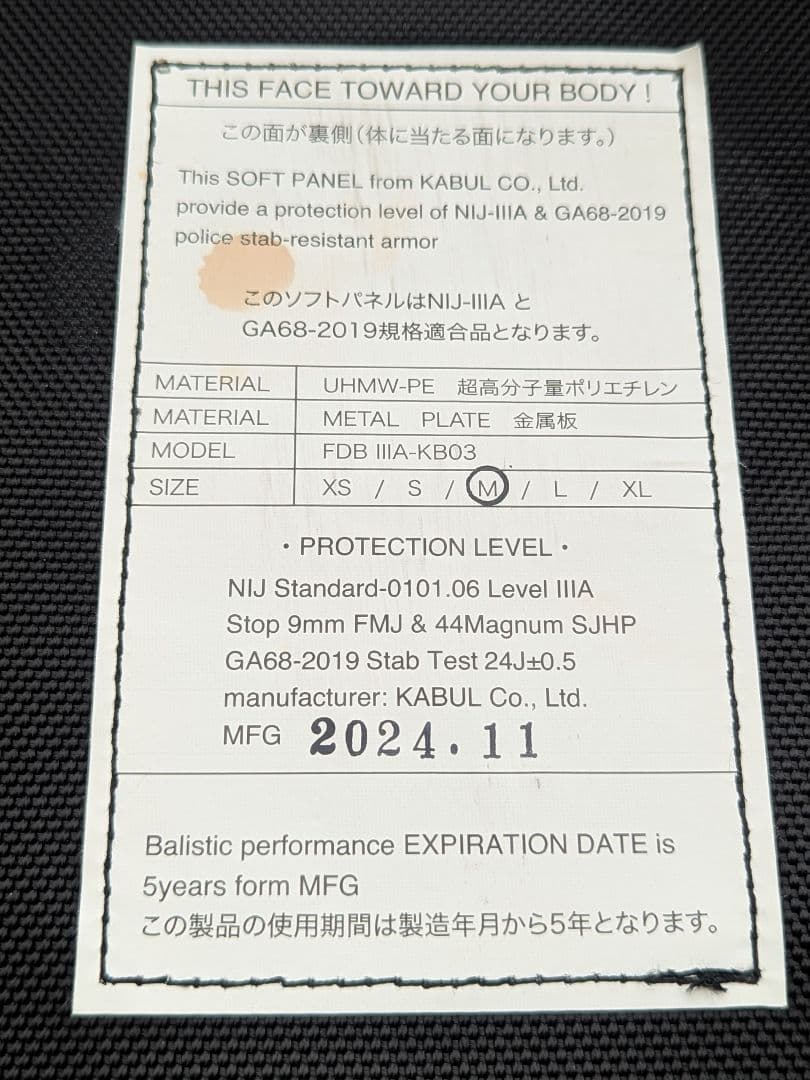 THIS FACE TOWARD YOUR BODY !
この面が裏側(体に当たる面になります。)
This SOFT PANEL from KABUL CO., Ltd.
provide a protection level of NIJ-IIIA & GA68-2019
police stab-resistant armor
このソフトパネルはNIJ-IIIA と
GA68-2019規格適合品となります。
MATERIAL UHMW-PE 超高分子量ポリエチレン
MATERIAL METAL PLATE 金属板
MODEL FDB IIIA-KB03
SIZE XS / S / M / L / XL
・PROTECTION LEVEL・
NIJ Standard-0101.06 Level IIIA
Stop 9mm FMJ & 44Magnum SJHP
GA68-2019 Stab Test 24J±0.5
manufacturer: KABUL Co., Ltd.
MFG 2024.11
Balistic performance EXPIRATION DATE is
5years form MFG
この製品の使用期間は製造年月から5年となります。